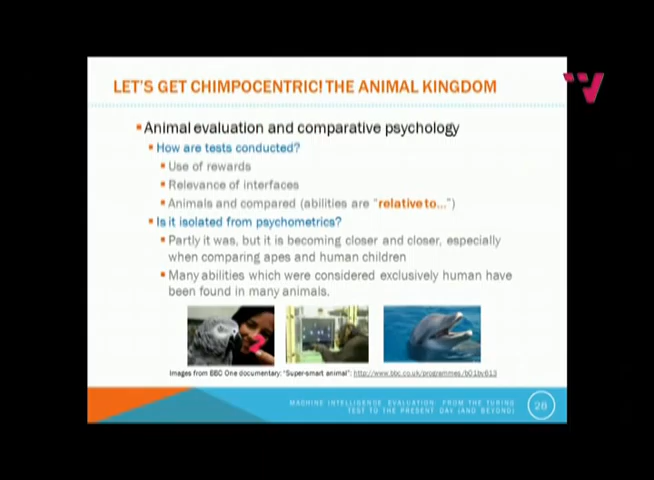 LET'S GET CHIMPOCENTRIC! THE ANIMAL KINGDOM
Animal evaluation and comparative psychology
How are tests conducted?
Use of rewards
Relevance of interfaces
Animals and compared (abilities are "relative to...")
Is it isolated from psychometrics?
Partly it was, but it is becoming closer and closer, especially
when comparing apes and human children
Many abilities which were considered exclusively human have
been found in many animals.
Images from BBC One documentary: "Super-smart animal":
MACHINE INTELLIGENCE EVALUATION: FROM THE TURING
TEST TO THE PRESENT DAY (AND BEYOND)
26